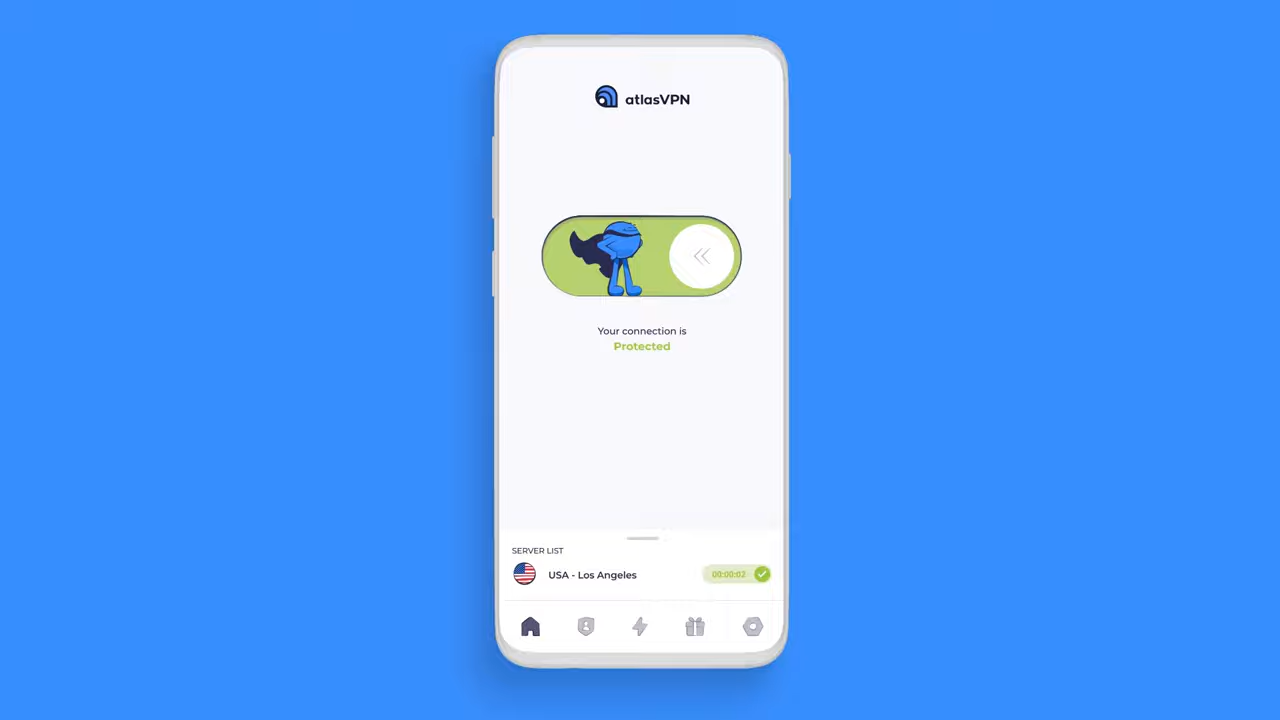 atlasVPN
Your connection is
Protected
SERVER LIST
USA - Los Angeles
00:00:02